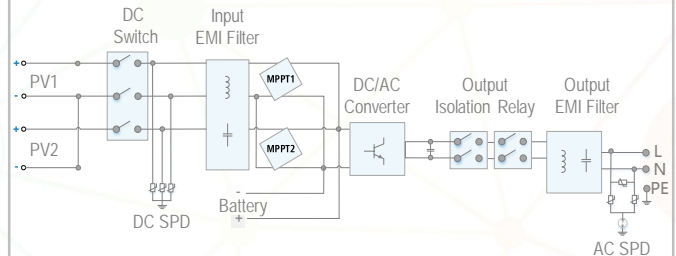 DC
Switch
Input
EMI Filter
+
PV1
-
+
PV2
-
MPPT1
MPPT2
DC/AC
Converter
Output
Isolation Relay
Output
EMI Filter
L
N
PE
-
Battery
+
DC SPD
AC SPD